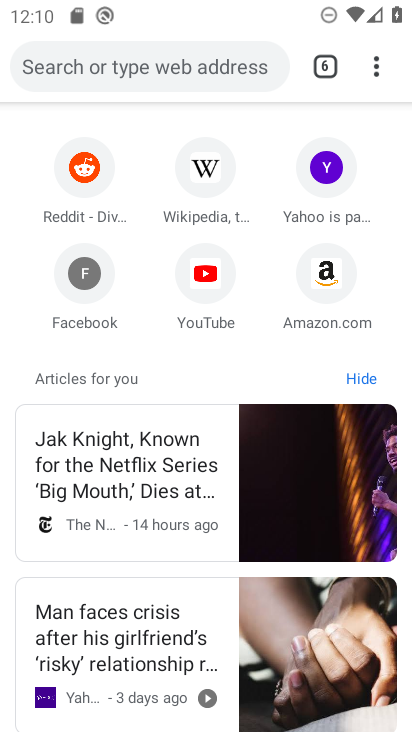 12:10
Search or type web address
6
Reddit - Div...
W
Wikipedia, t...
Y
Yahoo is pa...
F
Facebook
YouTube
a
Amazon.com
Articles for you
Hide
Jak Knight, Known
for the Netflix Series
‘Big Mouth,’ Dies at...
The N... - 14 hours ago
Man faces crisis
after his girlfriend’s
‘risky’ relationship r...
Yah... - 3 days ago